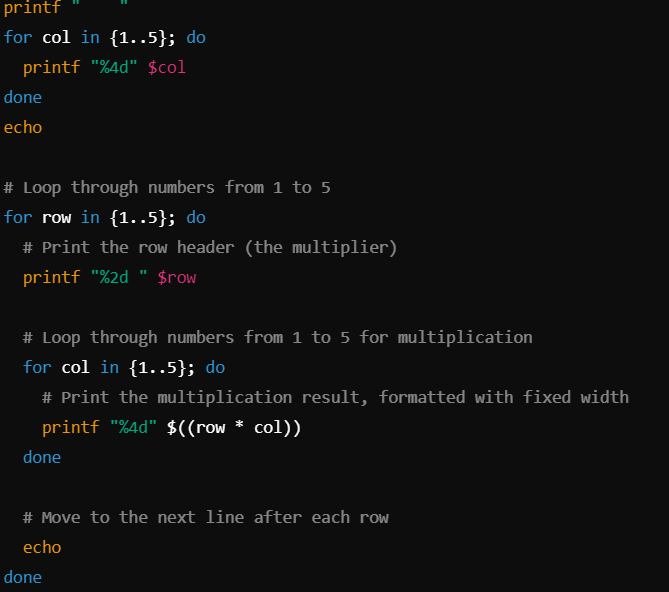 printf "    "
for col in {1..5}; do
  printf "%4d" $col
done
echo

# Loop through numbers from 1 to 5
for row in {1..5}; do
  # Print the row header (the multiplier)
  printf "%2d " $row

  # Loop through numbers from 1 to 5 for multiplication
  for col in {1..5}; do
    # Print the multiplication result, formatted with fixed width
    printf "%4d" $((row * col))
  done

  # Move to the next line after each row
  echo
done